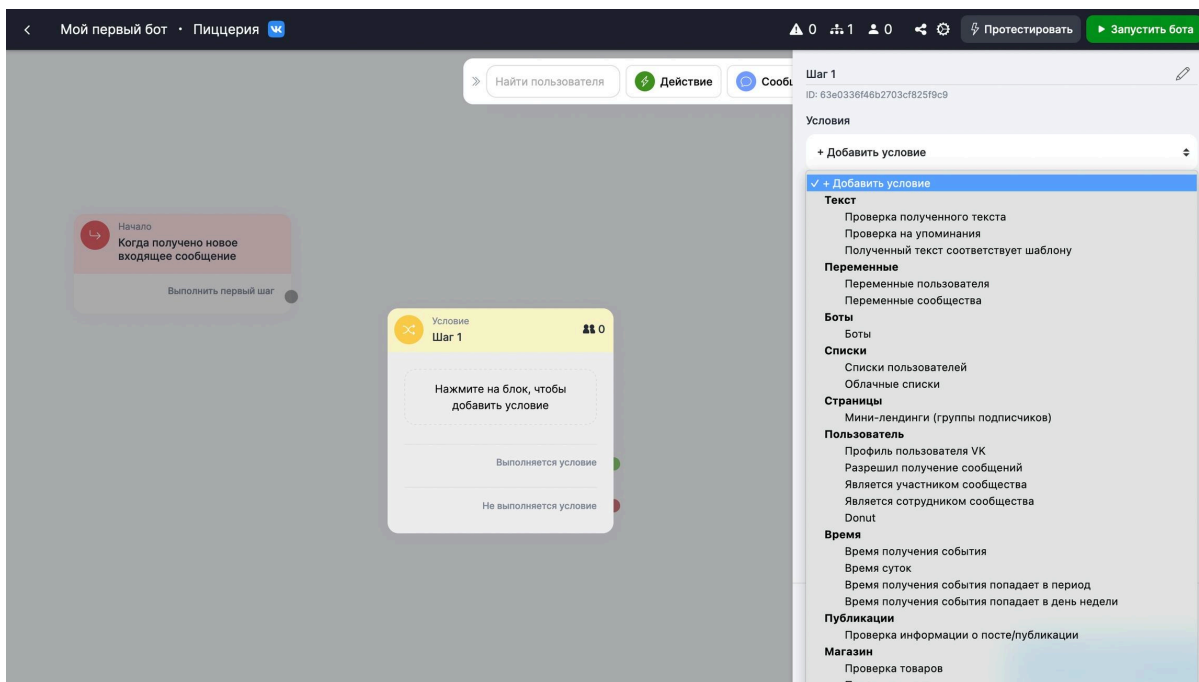 Мой первый бот • Пиццерия
0 1 0 Протестировать Запустить бота
Найти пользователя Действие Сообщ
Шаг 1
ID: 63e0336f46b2703cf825f9c9
Условия
+ Добавить условие
✓ + Добавить условие
Текст
Проверка полученного текста
Проверка на упоминания
Полученный текст соответствует шаблону
Переменные
Переменные пользователя
Переменные сообщества
Боты
Боты
Списки
Списки пользователей
Облачные списки
Страницы
Мини-лендинги (группы подписчиков)
Пользователь
Профиль пользователя VK
Разрешил получение сообщений
Является участником сообщества
Является сотрудником сообщества
Donut
Время
Время получения события
Время суток
Время получения события попадает в период
Время получения события попадает в день недели
Публикации
Проверка информации о посте/публикации
Магазин
Проверка товаров
Начало
Когда получено новое
входящее сообщение
Выполнить первый шаг
Условие
Шаг 1
0
Нажмите на блок, чтобы
добавить условие
Выполняется условие
Не выполняется условие